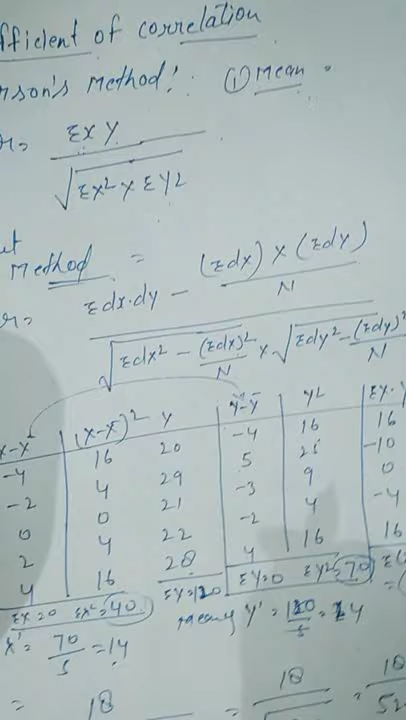 fficient of correlation
rson's Method! ① Mean =
r= ΣXY
√ΣX² × ΣY2
ut
Method =
r= Σdx.dy - (Σdx) × (Σdy)
N
√Σdx² - (Σdx)² × √Σdy² - (Σdy)²
N N
x-x̄ (x-x̄)² Y Y-Ȳ Y² ΣX.Y
-4 16 20 -4 16 16
-2 4 29 5 25 -10
0 0 21 -3 9 0
2 4 22 -2 4 -4
4 16 28 4 16 16
ΣX=0 ΣX²=40 ΣY=120 ΣY=0 ΣY²=70
x' = 70 = 14
5
Mean Y' = 120 = 24
5
= 18 = 18 = 18